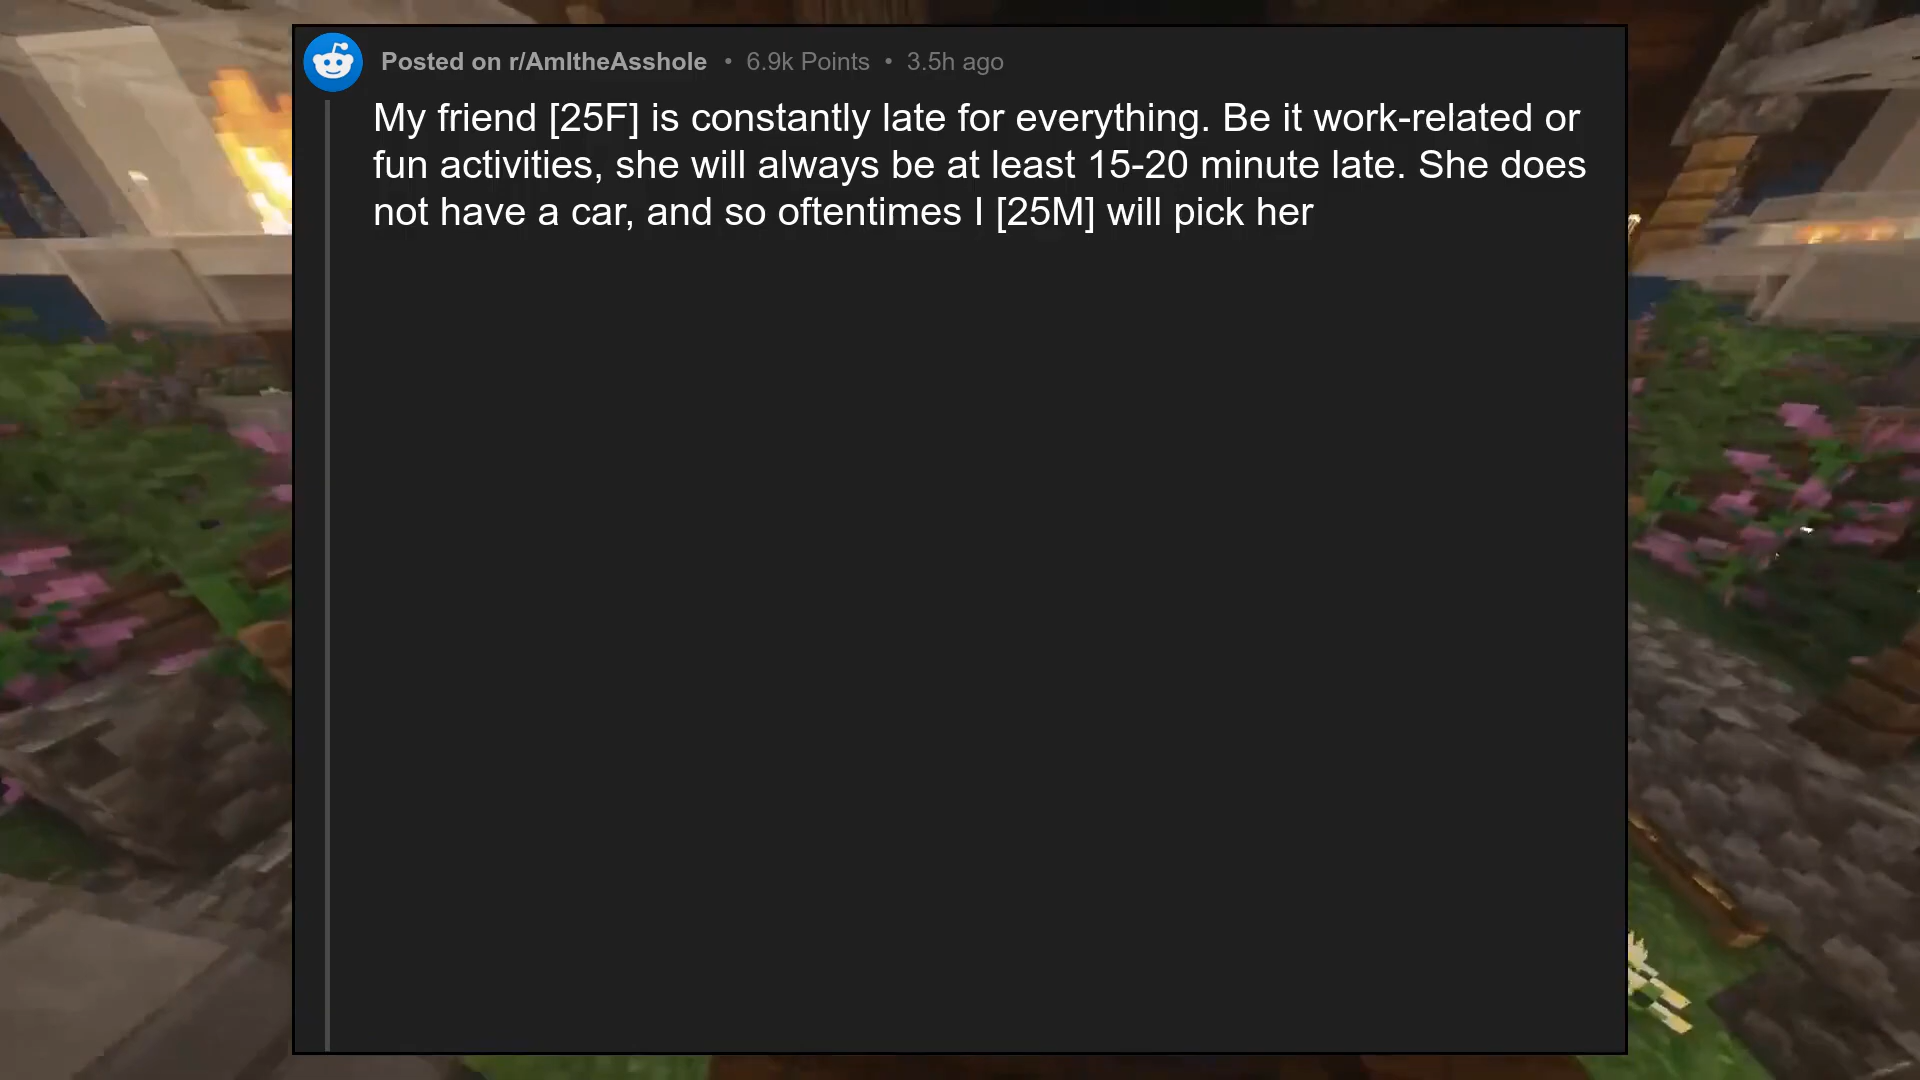 Posted on r/AmItheAsshole • 6.9k Points • 3.5h ago
My friend [25F] is constantly late for everything. Be it work-related or
fun activities, she will always be at least 15-20 minute late. She does
not have a car, and so oftentimes I [25M] will pick her